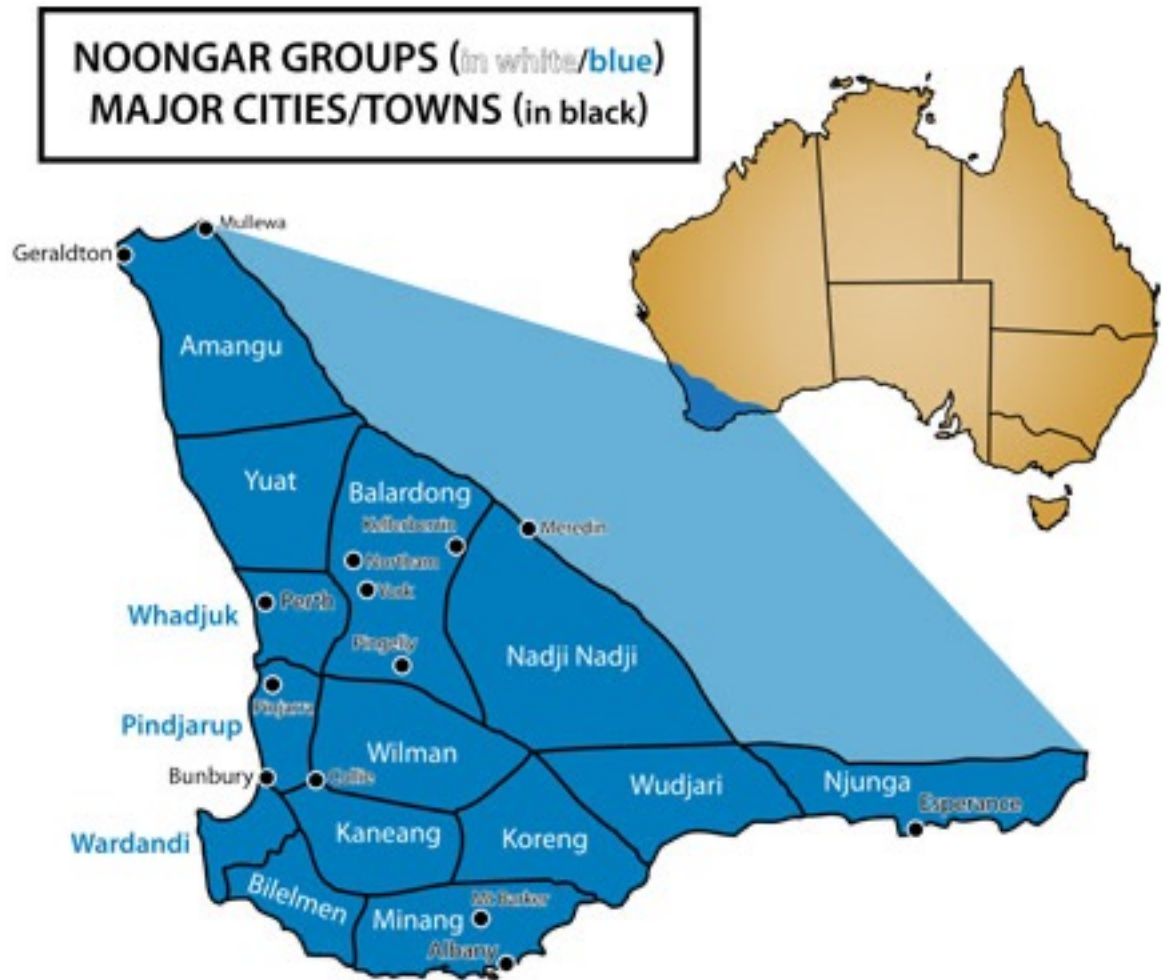 NOONGAR GROUPS (in white/blue)
MAJOR CITIES/TOWNS (in black)
Mullewa
Geraldton
Amangu
Yuat
Balardong
Kellerberrin
Meredin
Northam
York
Perth
Whadjuk
Pingelly
Nadji Nadji
Pinjarra
Pindjarup
Wilman
Bunbury
Collie
Wudjari
Njunga
Esperance
Wardandi
Kaneang
Koreng
Bilelmen
Minang
Mt Barker
Albany